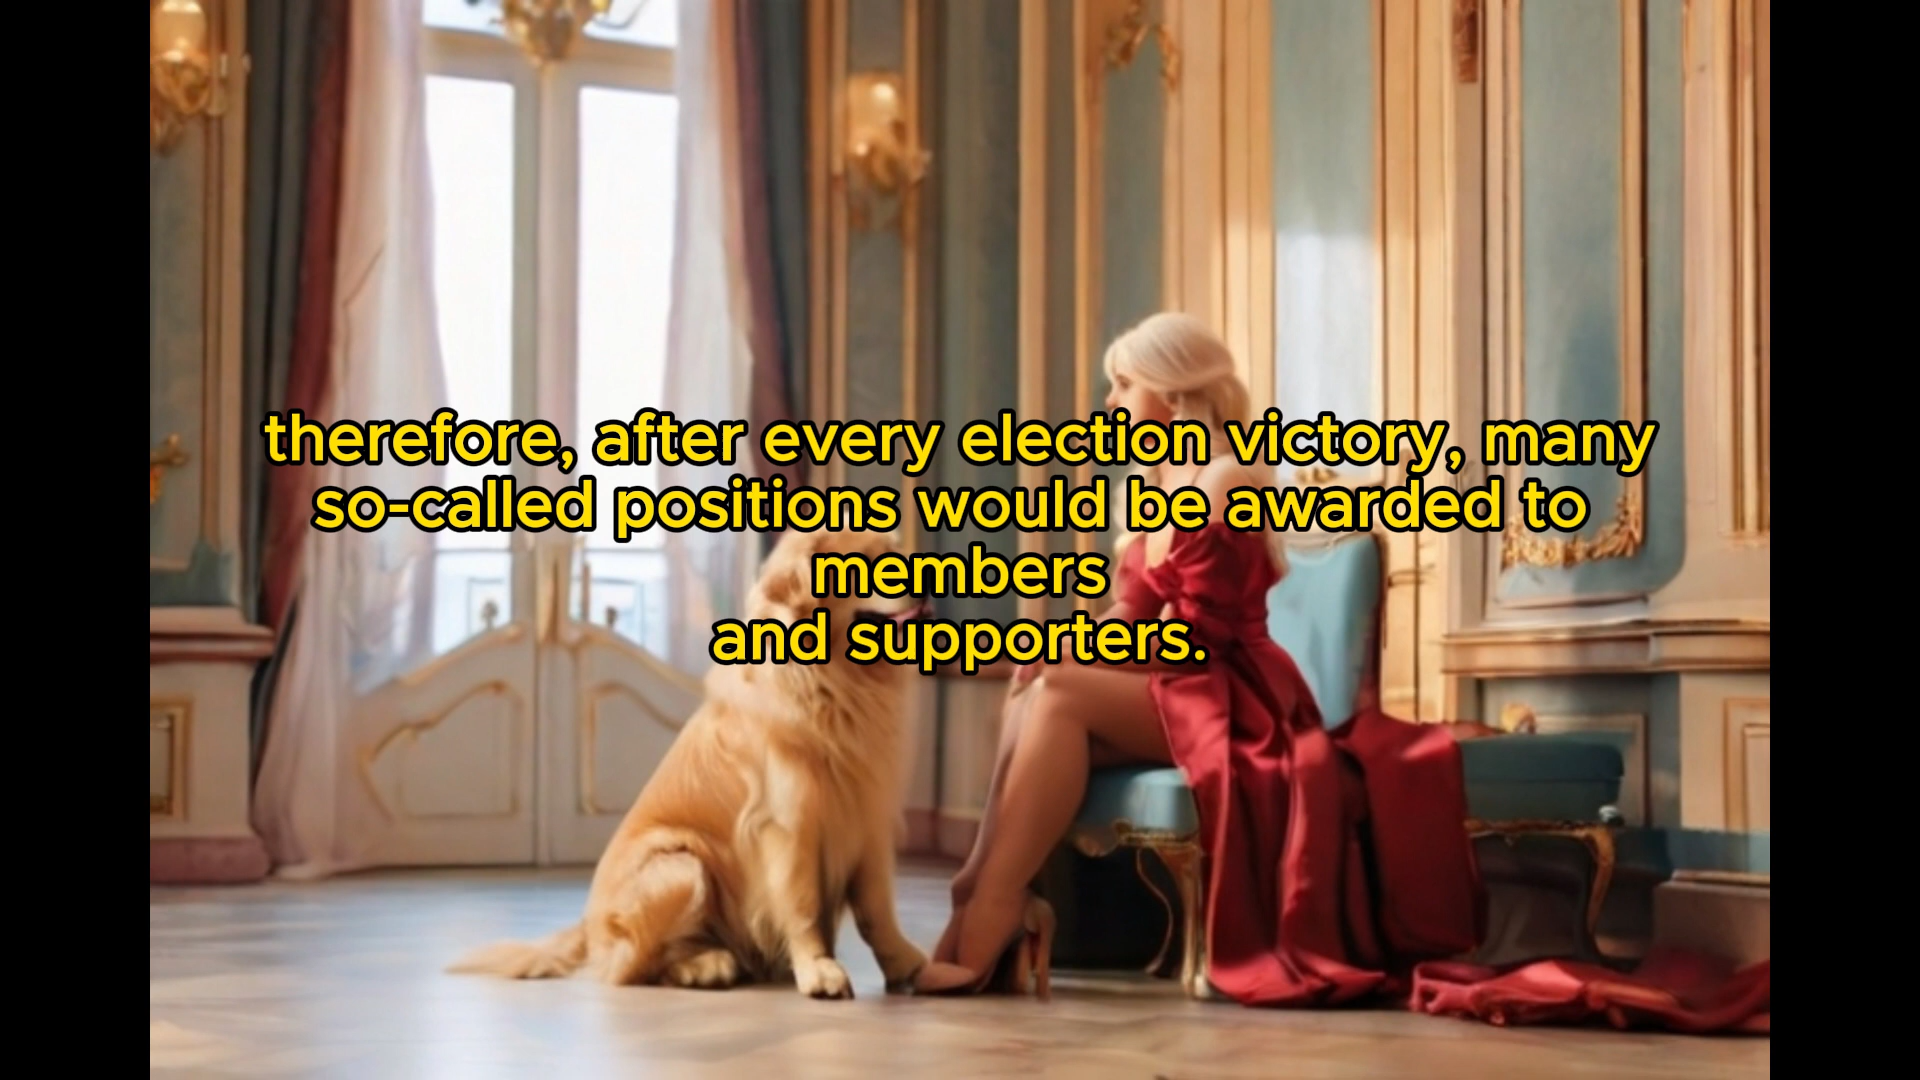 therefore, after every election victory, many
so-called positions would be awarded to
members
and supporters.